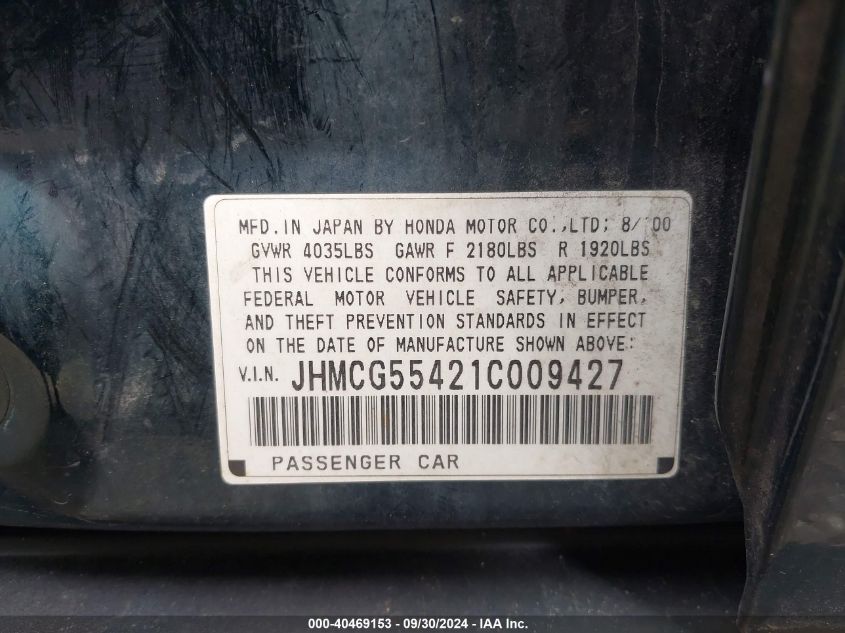 MFD. IN JAPAN BY HONDA MOTOR CO.,LTD; 8/'00
GVWR 4035LBS GAWR F 2180LBS R 1920LBS
THIS VEHICLE CONFORMS TO ALL APPLICABLE
FEDERAL MOTOR VEHICLE SAFETY, BUMPER,
AND THEFT PREVENTION STANDARDS IN EFFECT
ON THE DATE OF MANUFACTURE SHOWN ABOVE:
V.I.N. JHMCG55421C009427
PASSENGER CAR
000-40469153 - 09/30/2024 - IAA Inc.